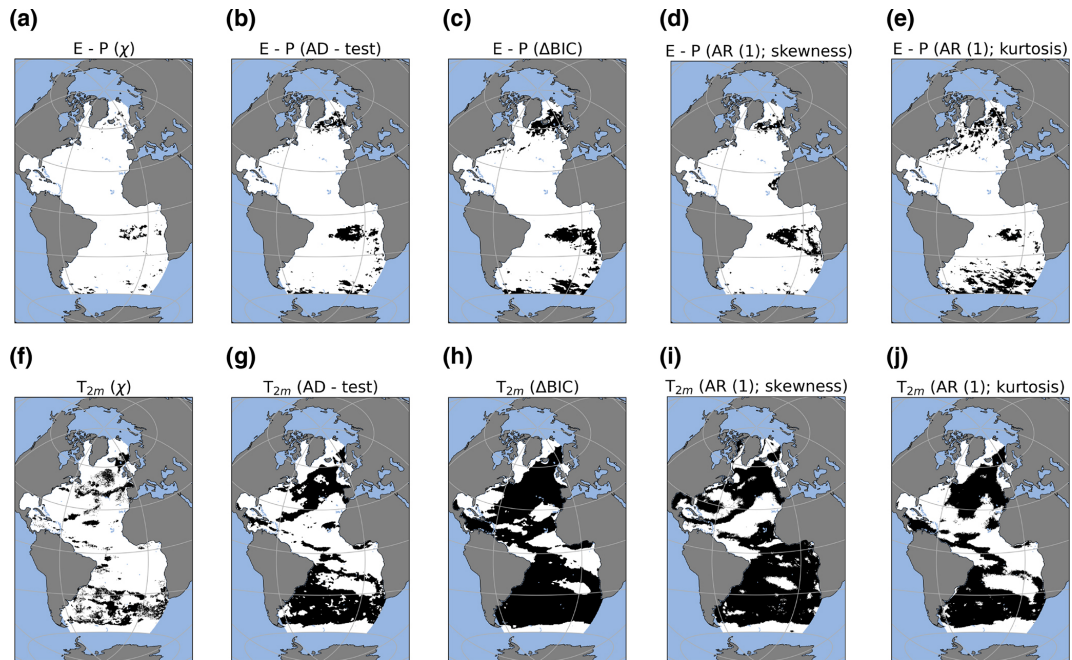 (a)
E - P (χ)
(b)
E - P (AD - test)
(c)
E - P (ΔBIC)
(d)
E - P (AR (1); skewness)
(e)
E - P (AR (1); kurtosis)
(f)
T2m (χ)
(g)
T2m (AD - test)
(h)
T2m (ΔBIC)
(i)
T2m (AR (1); skewness)
(j)
T2m (AR (1); kurtosis)